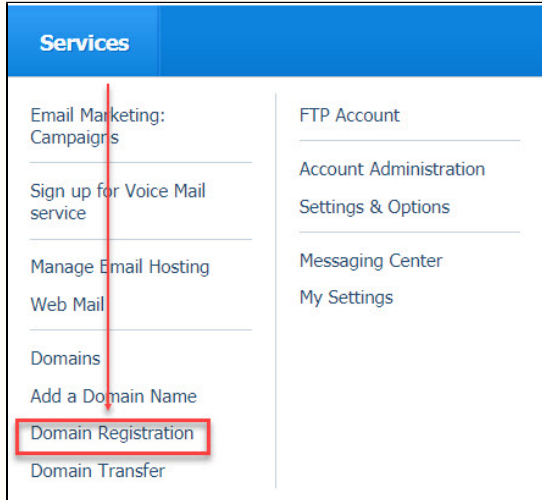 Services
Email Marketing:
Campaigns
Sign up for Voice Mail
service
Manage Email Hosting
Web Mail
Domains
Add a Domain Name
Domain Registration
Domain Transfer
FTP Account
Account Administration
Settings & Options
Messaging Center
My Settings